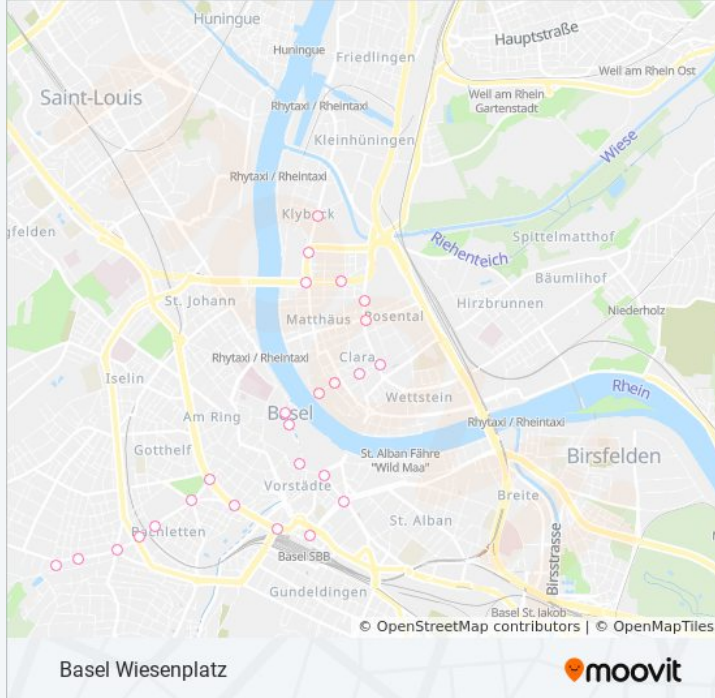 Huningue
Hauptstraße
Huningue
Friedlingen
Weil am Rhein Ost
Saint-Louis
Weil am Rhein
Gartenstadt
Rhytaxi / Rheintaxi
Kleinhüningen
Wiese
Rhytaxi / Rheintaxi
Klybeck
gfelden
Riehenteich
Spittelmatthof
Bäumlihof
St. Johann
Hirzbrunnen
Niederholz
Matthäus
Rosental
Rhytaxi / Rheintaxi
Clara
Iselin
Rhein
Wettstein
Am Ring
Basel
Rhytaxi / Rheintaxi
Gotthelf
St. Alban Fähre
"Wild Maa"
Birsfelden
Vorstädte
Breite
St. Alban
Bachletten
Basel SBB
Birsstrasse
Gundeldingen
Basel St. Jakob
© OpenStreetMap contributors | © OpenMapTiles
Basel Wiesenplatz
moovit